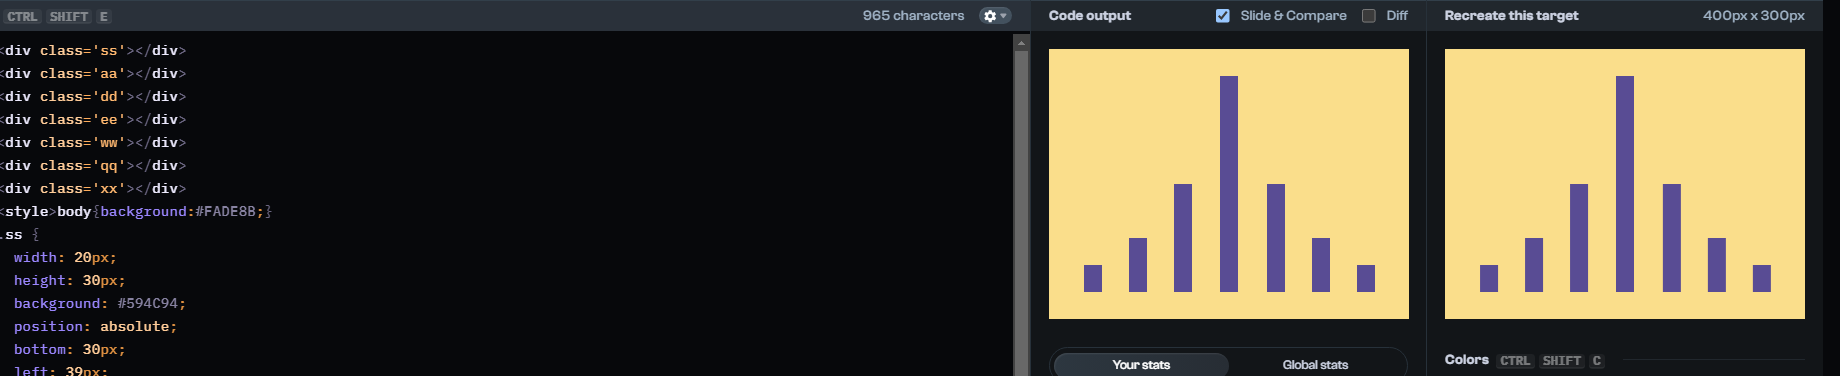 CTRL SHIFT E
965 characters
<div class='ss'></div>
<div class='aa'></div>
<div class='dd'></div>
<div class='ee'></div>
<div class='ww'></div>
<div class='qq'></div>
<div class='xx'></div>
<style>body{background:#FADE8B;}
.ss {
width: 20px;
height: 30px;
background: #594C94;
position: absolute;
bottom: 30px;
left: 39px;
Code output
Slide & Compare
Diff
Your stats
Global stats
Recreate this target
400px x 300px
Colors CTRL SHIFT C